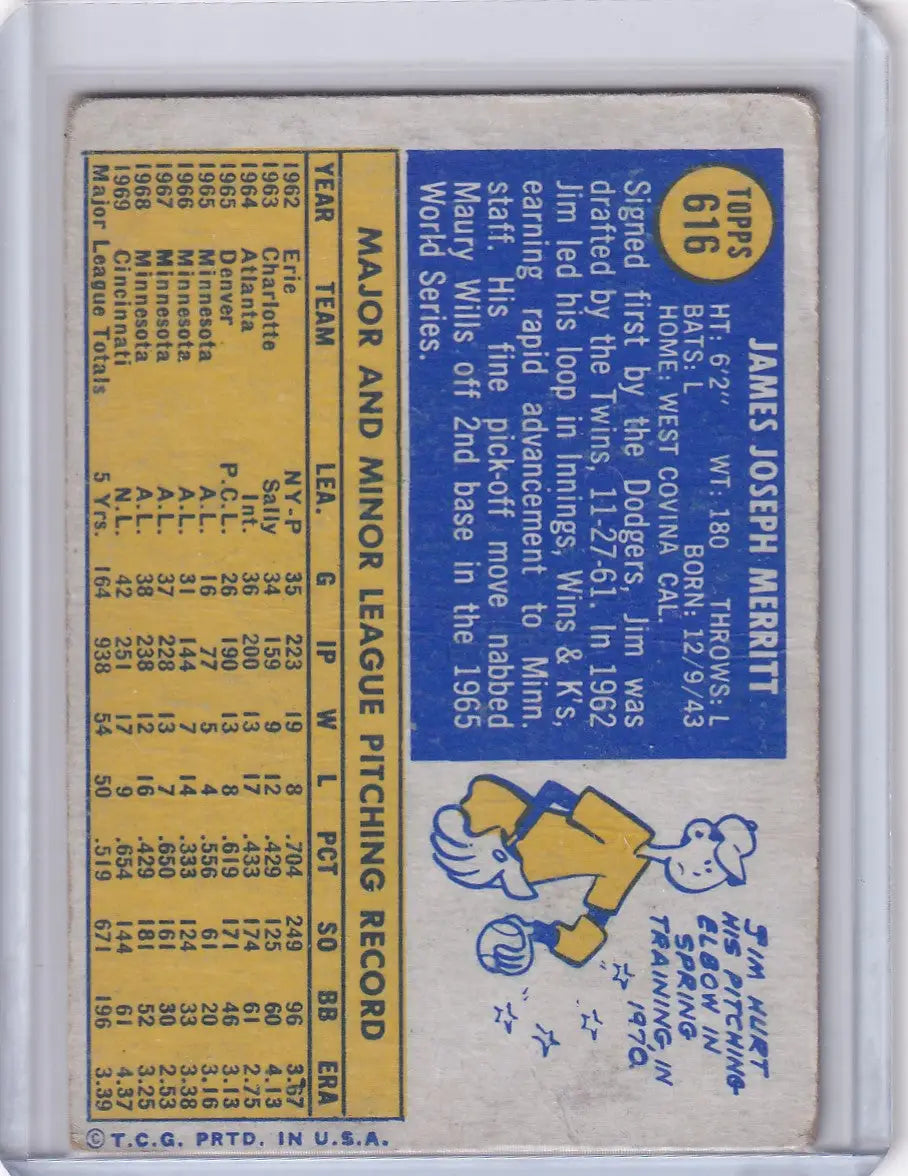 TOPPS
616
JAMES JOSEPH MERRITT
HT: 6'2" WT: 180 THROWS: L
BATS: L BORN: 12/9/43
HOME: WEST COVINA CAL.
Signed first by the Dodgers, Jim was
drafted by the Twins, 11-27-61. In 1962
Jim led his loop in Innings, Wins & K's,
earning rapid advancement to Minn.
staff. His fine pick-off move nabbed
Maury Wills off 2nd base in the 1965
World Series.
JIM HURT
HIS PITCHING
ELBOW IN
SPRING
TRAINING, IN
1970.
MAJOR AND MINOR LEAGUE PITCHING RECORD
YEAR TEAM LEA. G IP W L PCT SO BB ERA
1962 Erie NY-P 35 223 19 8 .704 249 96 3.67
1963 Charlotte Sally 34 159 9 12 .429 125 60 4.13
1964 Atlanta Int. 36 200 13 17 .433 174 61 2.75
1965 Denver P.C.L. 26 190 13 8 .619 171 46 3.13
1965 Minnesota A.L. 16 77 5 4 .556 61 20 3.16
1966 Minnesota A.L. 31 144 7 14 .333 124 33 3.38
1967 Minnesota A.L. 37 228 13 7 .650 161 30 2.53
1968 Minnesota A.L. 38 238 12 16 .429 181 52 3.25
1969 Cincinnati N.L. 42 251 17 9 .654 144 61 4.37
Major League Totals 5 Yrs. 164 938 54 50 .519 671 196 3.39
© T.C.G. PRTD. IN U.S.A.